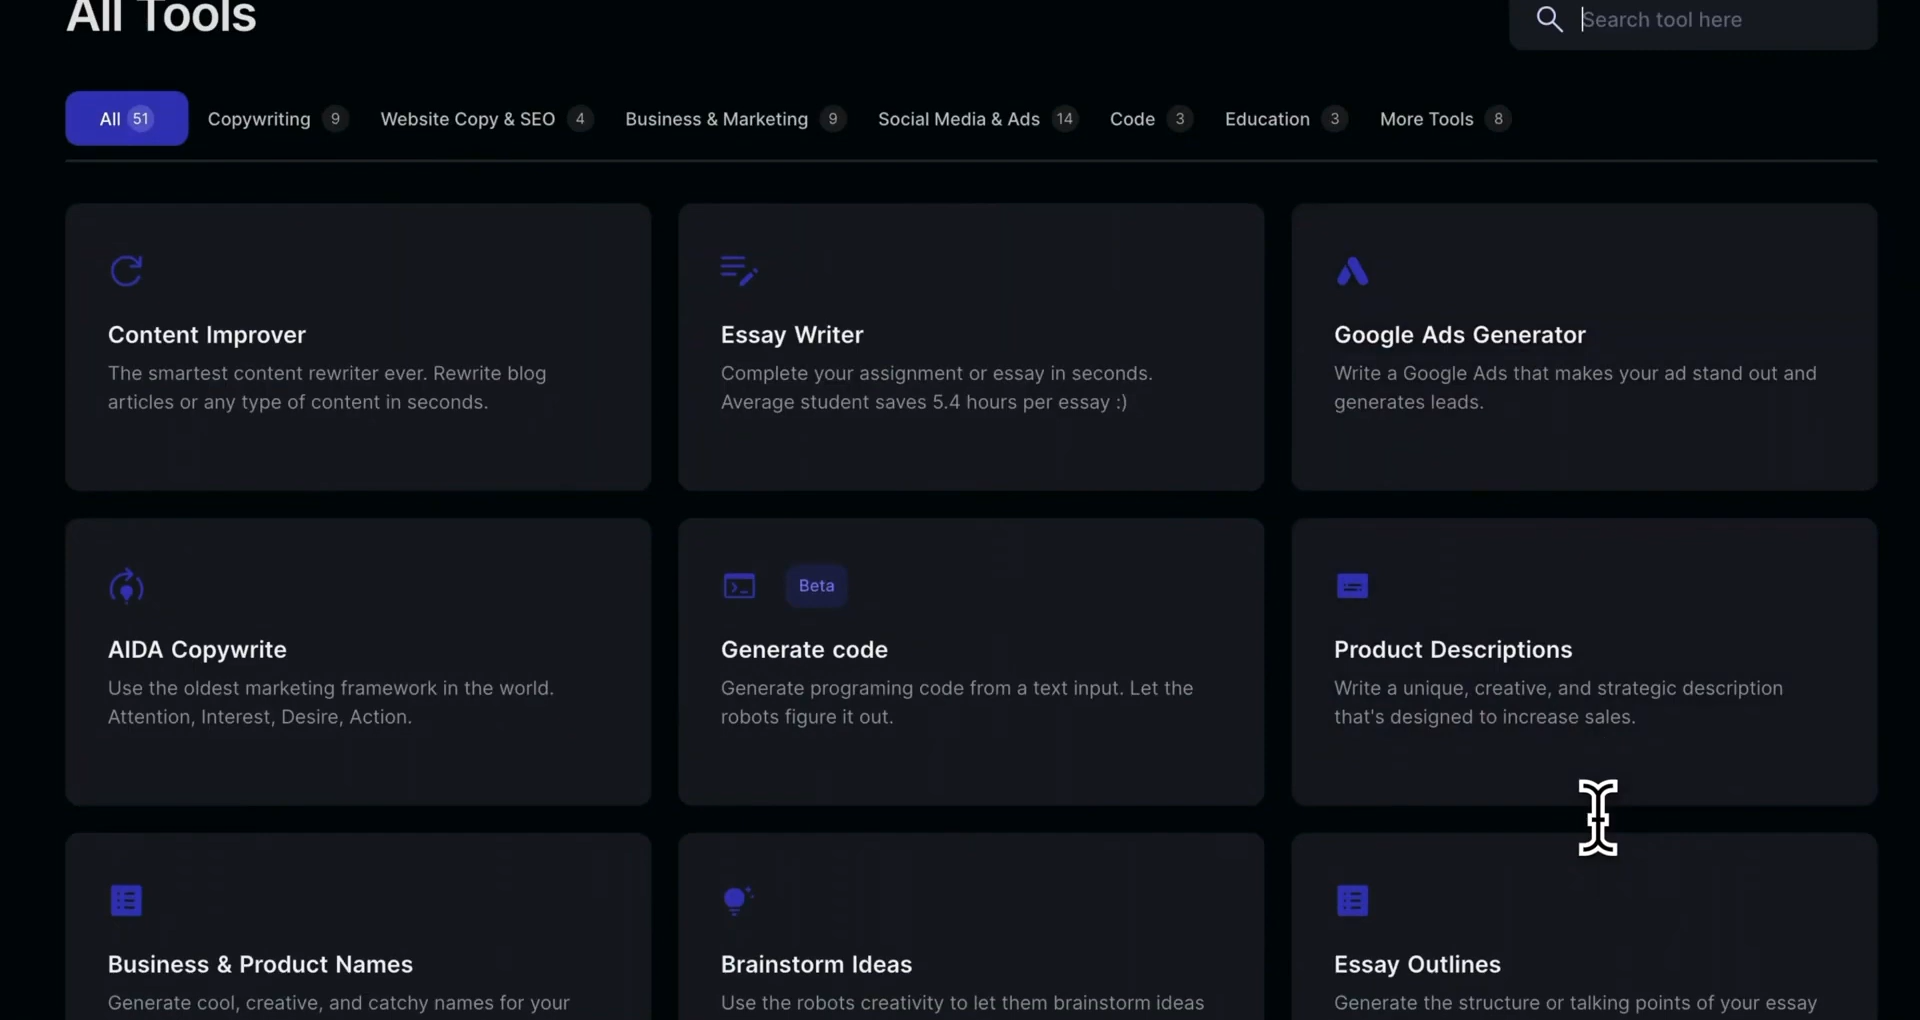 All Tools
Search tool here
All 51
Copywriting 9
Website Copy & SEO 4
Business & Marketing 9
Social Media & Ads 14
Code 3
Education 3
More Tools 8
Content Improver
The smartest content rewriter ever. Rewrite blog
articles or any type of content in seconds.
Essay Writer
Complete your assignment or essay in seconds.
Average student saves 5.4 hours per essay :)
Google Ads Generator
Write a Google Ads that makes your ad stand out and
generates leads.
AIDA Copywrite
Use the oldest marketing framework in the world.
Attention, Interest, Desire, Action.
Beta
Generate code
Generate programing code from a text input. Let the
robots figure it out.
Product Descriptions
Write a unique, creative, and strategic description
that's designed to increase sales.
Business & Product Names
Generate cool, creative, and catchy names for your
Brainstorm Ideas
Use the robots creativity to let them brainstorm ideas
Essay Outlines
Generate the structure or talking points of your essay